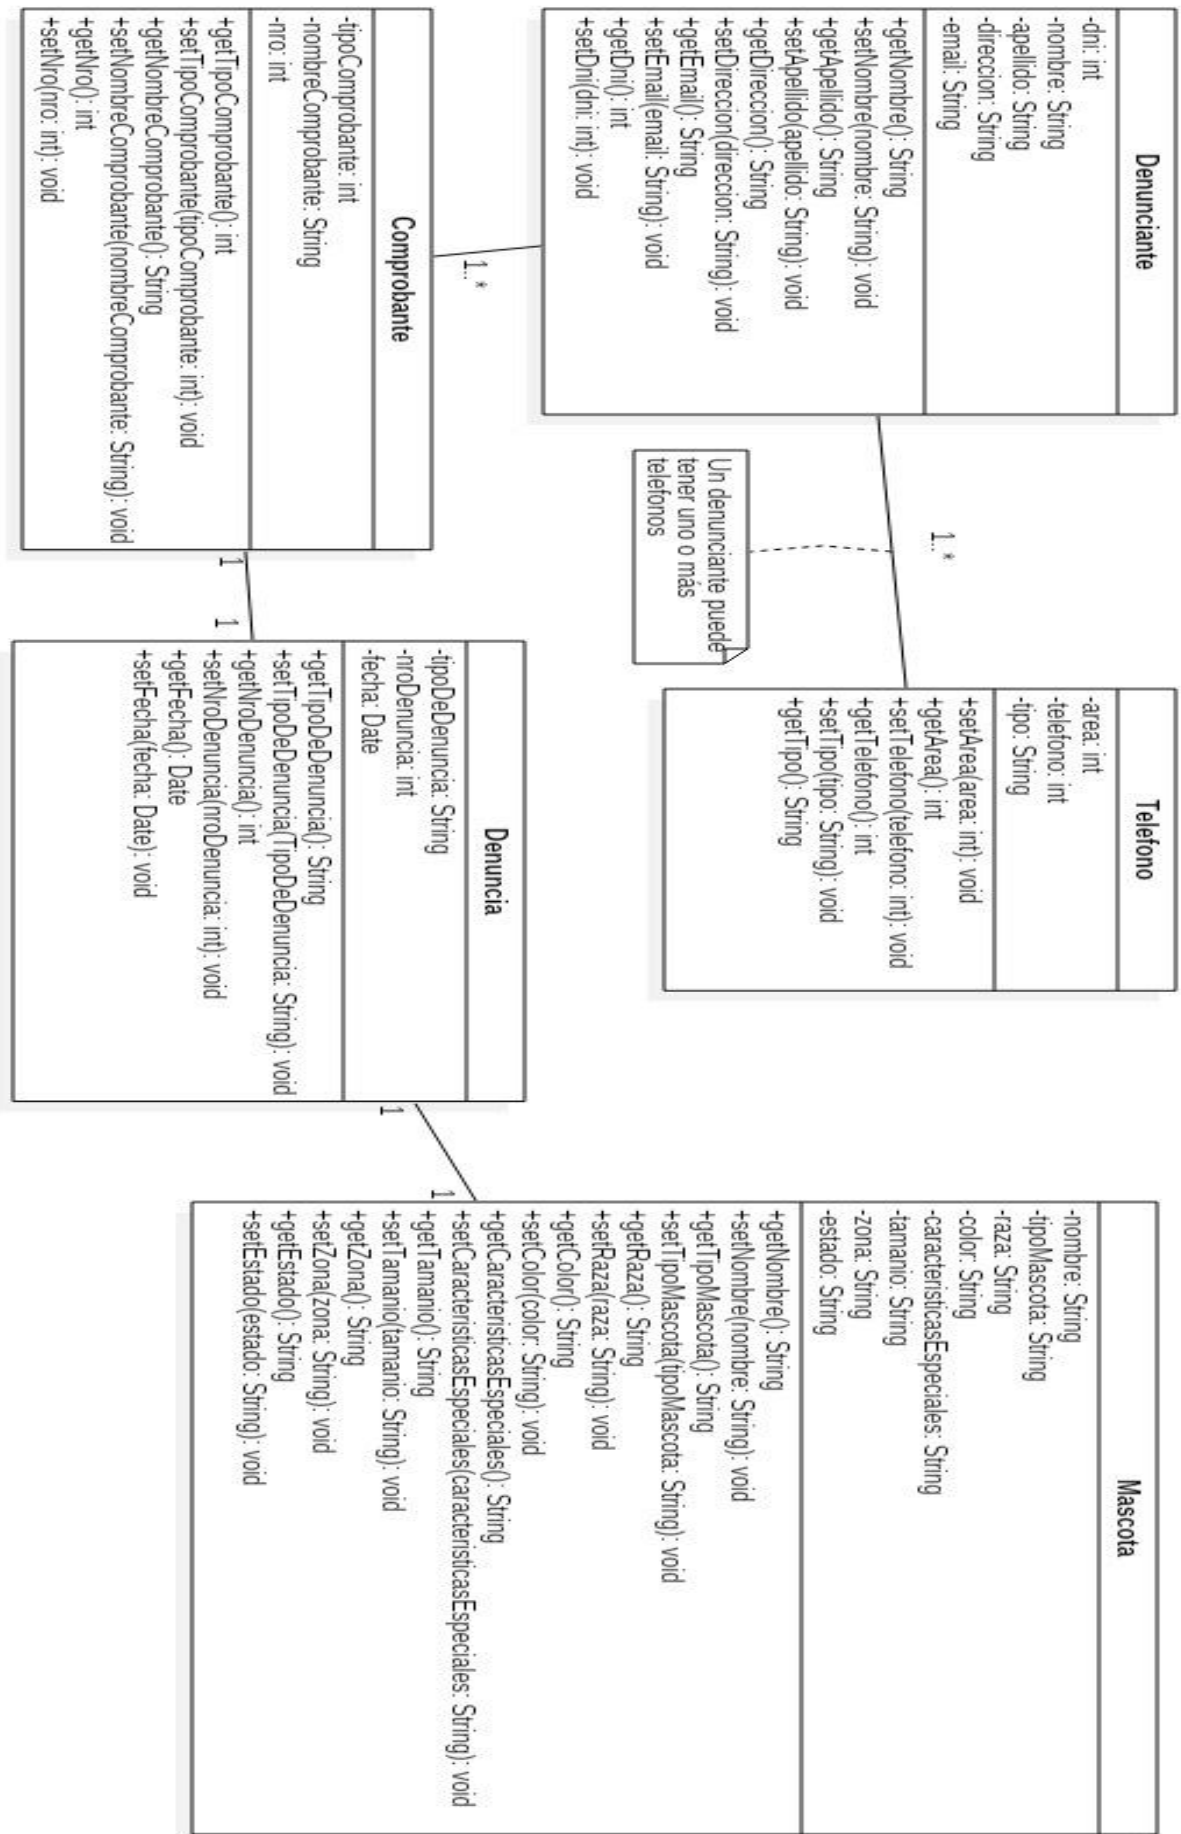 Denunciante
-dni: int
-nombre: String
-apellido: String
-direccion: String
-email: String
+getNombre(): String
+setNombre(nombre: String): void
+getApellido(): String
+setApellido(apellido: String): void
+getDireccion(): String
+setDireccion(direccion: String): void
+getEmail(): String
+setEmail(email: String): void
+getDni(): int
+setDni(dni: int): void
1..*
Un denunciante puede
tener uno o más
telefonos
Telefono
-area: int
-telefono: int
-tipo: String
+setArea(area: int): void
+getArea(): int
+setTelefono(telefono: int): void
+getTelefono(): int
+setTipo(tipo: String): void
+getTipo(): String
1..*
Comprobante
-tipoComprobante: int
-nombreComprobante: String
-nro: int
+getTipoComprobante(): int
+setTipoComprobante(tipoComprobante: int): void
+getNombreComprobante(): String
+setNombreComprobante(nombreComprobante: String): void
+getNro(): int
+setNro(nro: int): void
1
1
Denuncia
-tipoDeDenuncia: String
-nroDenuncia: int
-fecha: Date
+getTipoDeDenuncia(): String
+setTipoDeDenuncia(TipoDeDenuncia: String): void
+getNroDenuncia(): int
+setNroDenuncia(nroDenuncia: int): void
+getFecha(): Date
+setFecha(fecha: Date): void
1
1
Mascota
-nombre: String
-tipoMascota: String
-raza: String
-color: String
-caracteristicasEspeciales: String
-tamanio: String
-zona: String
-estado: String
+getNombre(): String
+setNombre(nombre: String): void
+getTipoMascota(): String
+setTipoMascota(tipoMascota: String): void
+getRaza(): String
+setRaza(raza: String): void
+getColor(): String
+setColor(color: String): void
+getCaracteristicasEspeciales(): String
+setCaracteristicasEspeciales(caracteristicasEspeciales: String): void
+getTamanio(): String
+setTamanio(tamanio: String): void
+getZona(): String
+setZona(zona: String): void
+getEstado(): String
+setEstado(estado: String): void